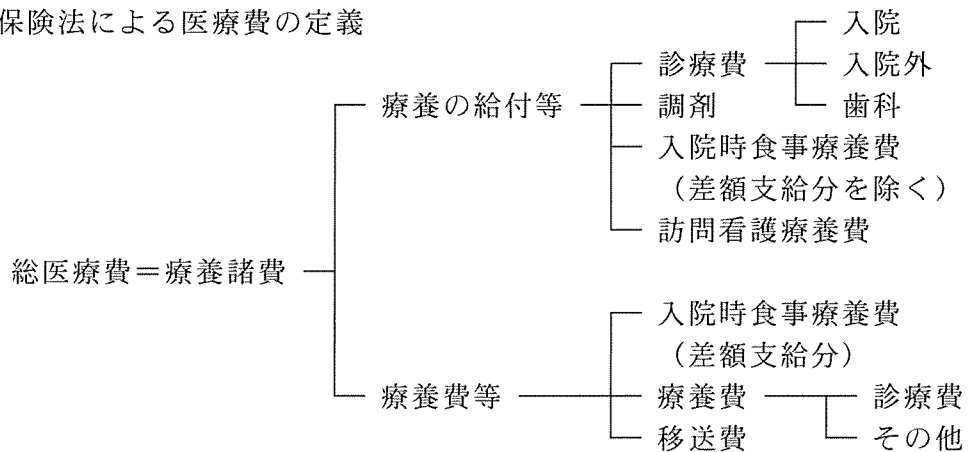 保険法による医療費の定義
入院
診療費
入院外
療養の給付等
調剤
歯科
入院時食事療養費
（差額支給分を除く）
訪問看護療養費
総医療費＝療養諸費
入院時食事療養費
（差額支給分）
療養費等
療養費
診療費
移送費
その他